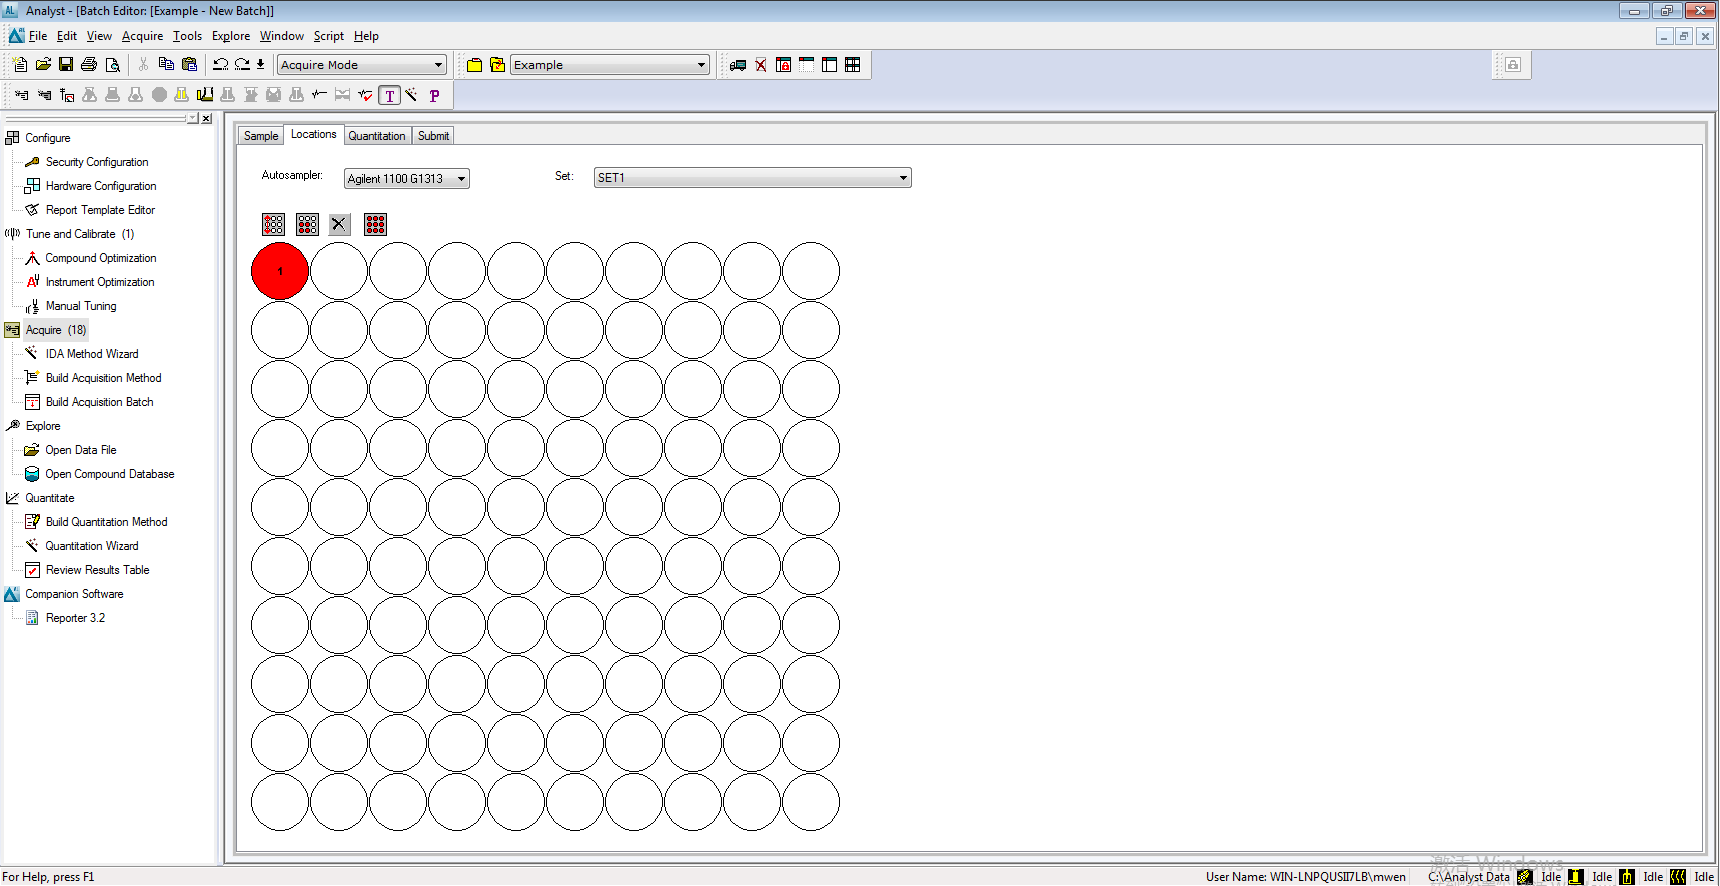 Analyst - [Batch Editor: [Example - New Batch]]
File Edit View Acquire Tools Explore Window Script Help
Acquire Mode
Example
Configure
Security Configuration
Hardware Configuration
Report Template Editor
Tune and Calibrate (1)
Compound Optimization
Instrument Optimization
Manual Tuning
Acquire (18)
IDA Method Wizard
Build Acquisition Method
Build Acquisition Batch
Explore
Open Data File
Open Compound Database
Quantitate
Build Quantitation Method
Quantitation Wizard
Review Results Table
Companion Software
Reporter 3.2
Sample Locations Quantitation Submit
Autosampler: Agilent 1100 G1313 Set: SET1
1
激活 Windows
For Help, press F1
User Name: WIN-LNPQUSII7LB\mwen C:\Analyst Data Idle Idle Idle Idle